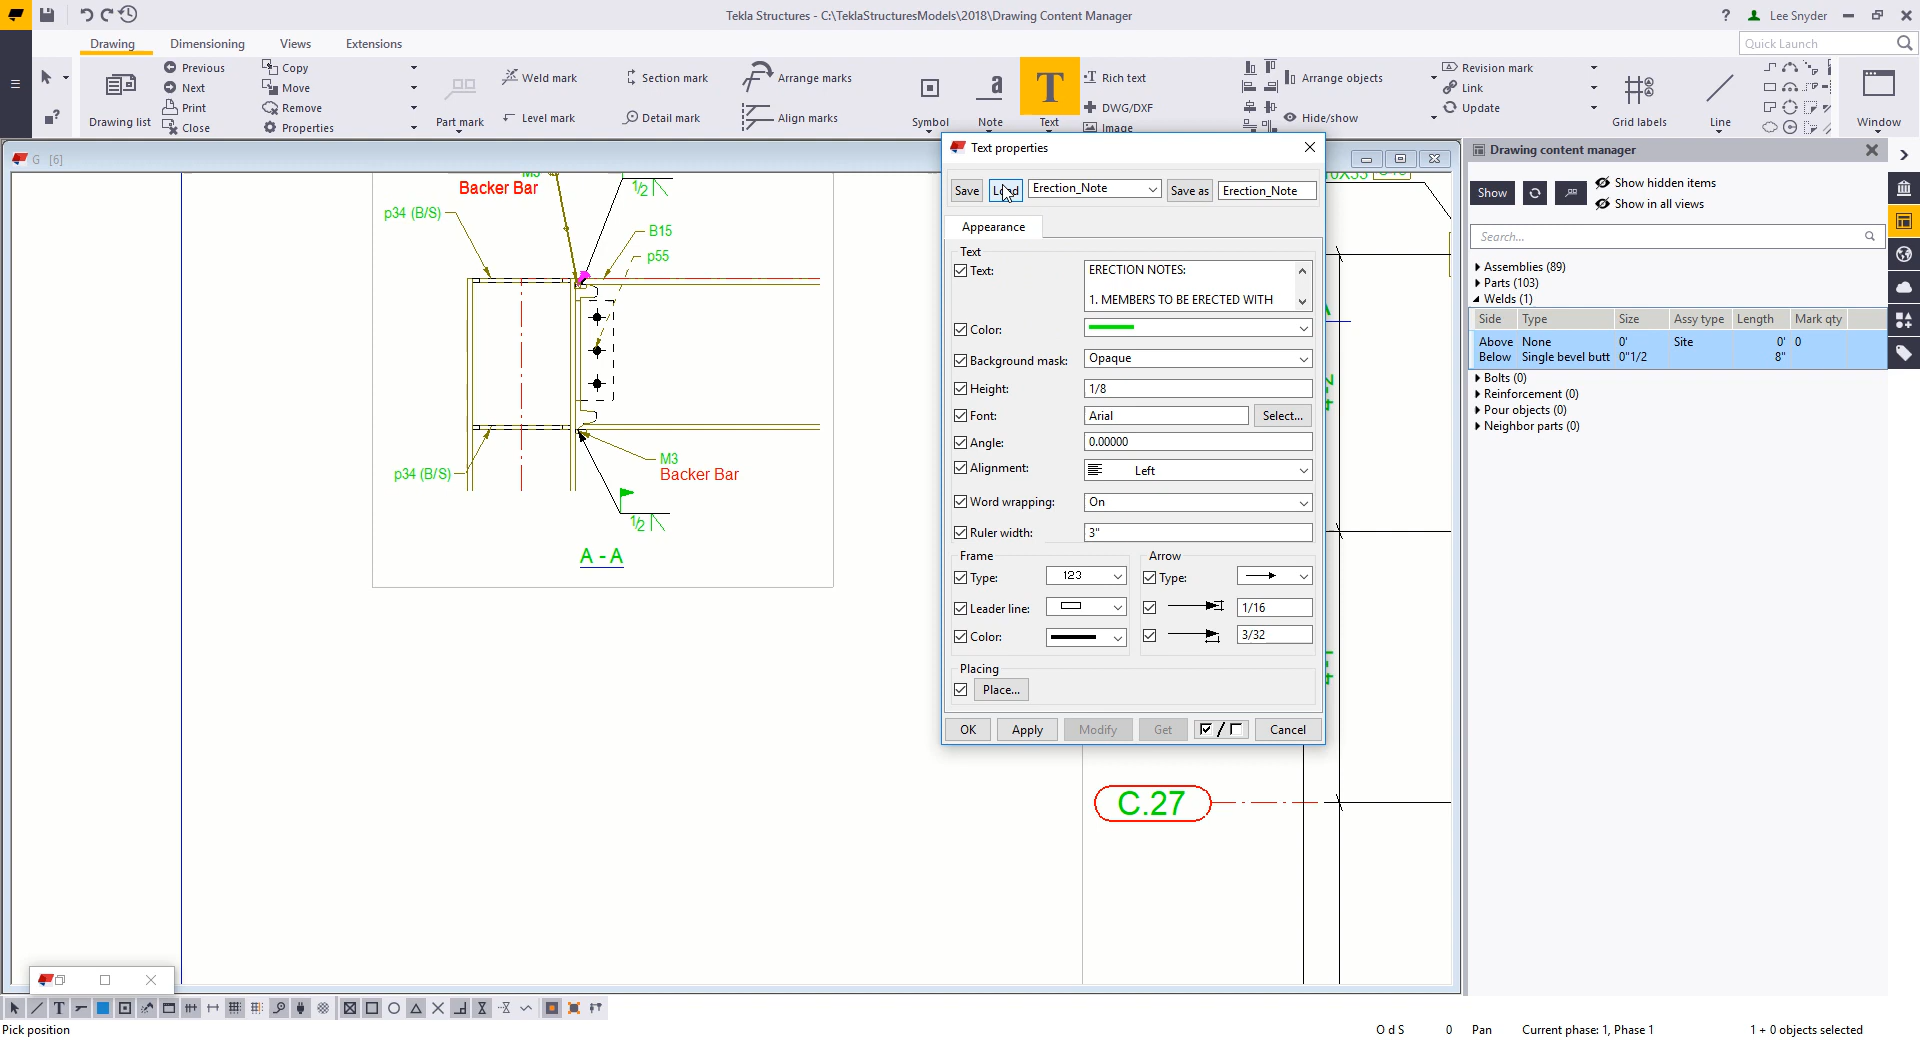 Tekla Structures - C:\TeklaStructuresModels\2018\Drawing Content Manager
? Lee Snyder
Drawing Dimensioning Views Extensions
Quick Launch
Drawing list
Previous
Next
Print
Close
Copy
Move
Remove
Properties
Part mark
Weld mark
Level mark
Section mark
Detail mark
Arrange marks
Align marks
Symbol
Note
Text
Rich text
DWG/DXF
Image
Arrange objects
Hide/show
Revision mark
Link
Update
Grid labels
Line
Window
G [6]
M3
Backer Bar
1/2
p34 (B/S)
B15
p55
p34 (B/S)
M3
Backer Bar
1/2
A - A
C.27
Text properties
Save Load Erection_Note Save as Erection_Note
Appearance
Text
Text: ERECTION NOTES:
1. MEMBERS TO BE ERECTED WITH
Color:
Background mask: Opaque
Height: 1/8
Font: Arial Select...
Angle: 0.00000
Alignment: Left
Word wrapping: On
Ruler width: 3"
Frame
Type: 123
Leader line:
Color:
Arrow
Type:
1/16
3/32
Placing
Place...
OK Apply Modify Get / Cancel
Drawing content manager
Show
Show hidden items
Show in all views
Search...
Assemblies (89)
Parts (103)
Welds (1)
Side Type Size Assy type Length Mark qty
Above None 0' Site 0' 0
Below Single bevel butt 0"1/2 8"
Bolts (0)
Reinforcement (0)
Pour objects (0)
Neighbor parts (0)
Pick position
O d S 0 Pan Current phase: 1, Phase 1 1 + 0 objects selected